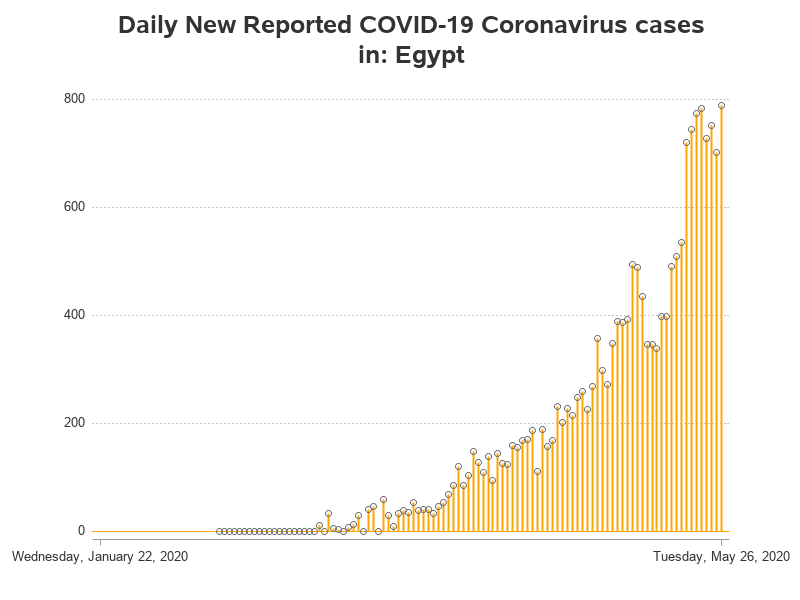 Daily New Reported COVID-19 Coronavirus cases
in: Egypt
800
600
400
200
0
Wednesday, January 22, 2020
Tuesday, May 26, 2020